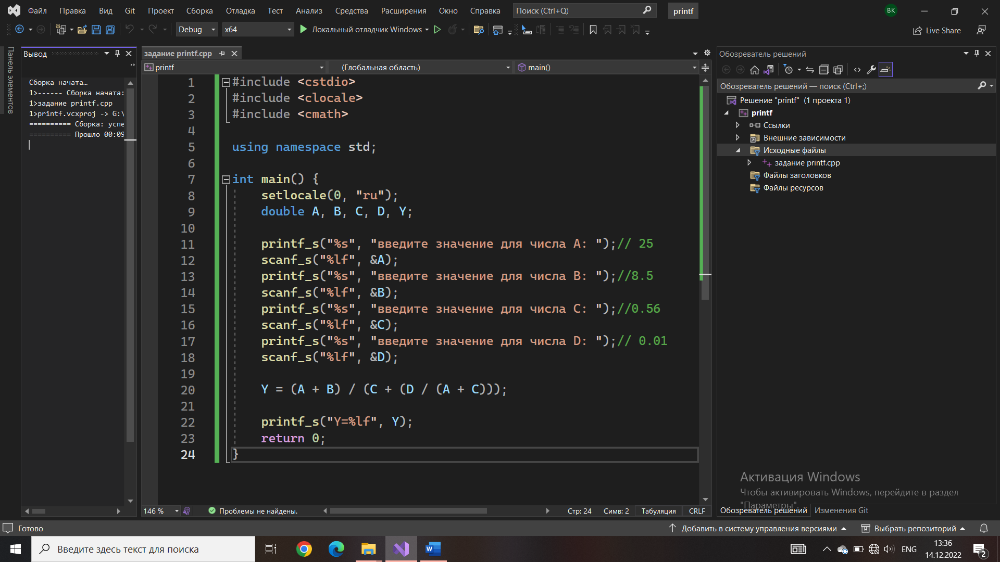 Файл Правка Вид Git Проект Сборка Отладка Тест Анализ Средства Расширения Окно Справка Поиск (Ctrl+Q) printf ВК
Debug x64 Локальный отладчик Windows Live Share
Панель элементов
Вывод
Сборка начата…
1>------ Сборка начата:
1>задание printf.cpp
1>printf.vcxproj -> G:\
========== Сборка: успе
========== Прошло 00:09
задание printf.cpp
printf (Глобальная область) main()
1 #include <cstdio>
2 #include <clocale>
3 #include <cmath>
4
5 using namespace std;
6
7 int main() {
8 setlocale(0, "ru");
9 double A, B, C, D, Y;
10
11 printf_s("%s", "введите значение для числа A: ");// 25
12 scanf_s("%lf", &A);
13 printf_s("%s", "введите значение для числа B: ");//8.5
14 scanf_s("%lf", &B);
15 printf_s("%s", "введите значение для числа C: ");//0.56
16 scanf_s("%lf", &C);
17 printf_s("%s", "введите значение для числа D: ");// 0.01
18 scanf_s("%lf", &D);
19
20 Y = (A + B) / (C + (D / (A + C)));
21
22 printf_s("Y=%lf", Y);
23 return 0;
24 }
146 % Проблемы не найдены. Стр: 24 Симв: 2 Табуляция CRLF
Обозреватель решений
Обозреватель решений — поиск (Ctrl+;)
Решение "printf" (1 проекта 1)
printf
Ссылки
Внешние зависимости
Исходные файлы
задание printf.cpp
Файлы заголовков
Файлы ресурсов
Активация Windows
Чтобы активировать Windows, перейдите в раздел
"Параметры".
Обозреватель решений Изменения Git
Готово Добавить в систему управления версиями Выбрать репозиторий
Введите здесь текст для поиска ENG 13:36
14.12.2022 2